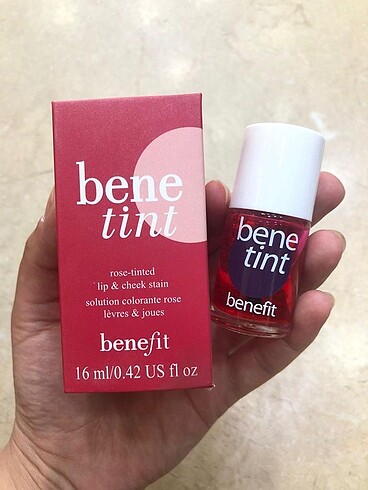 bene
tint
rose-tinted
lip & cheek stain
solution colorante rose
lèvres & joues
benefit
16 ml/0.42 US fl oz
bene
tint
benefit